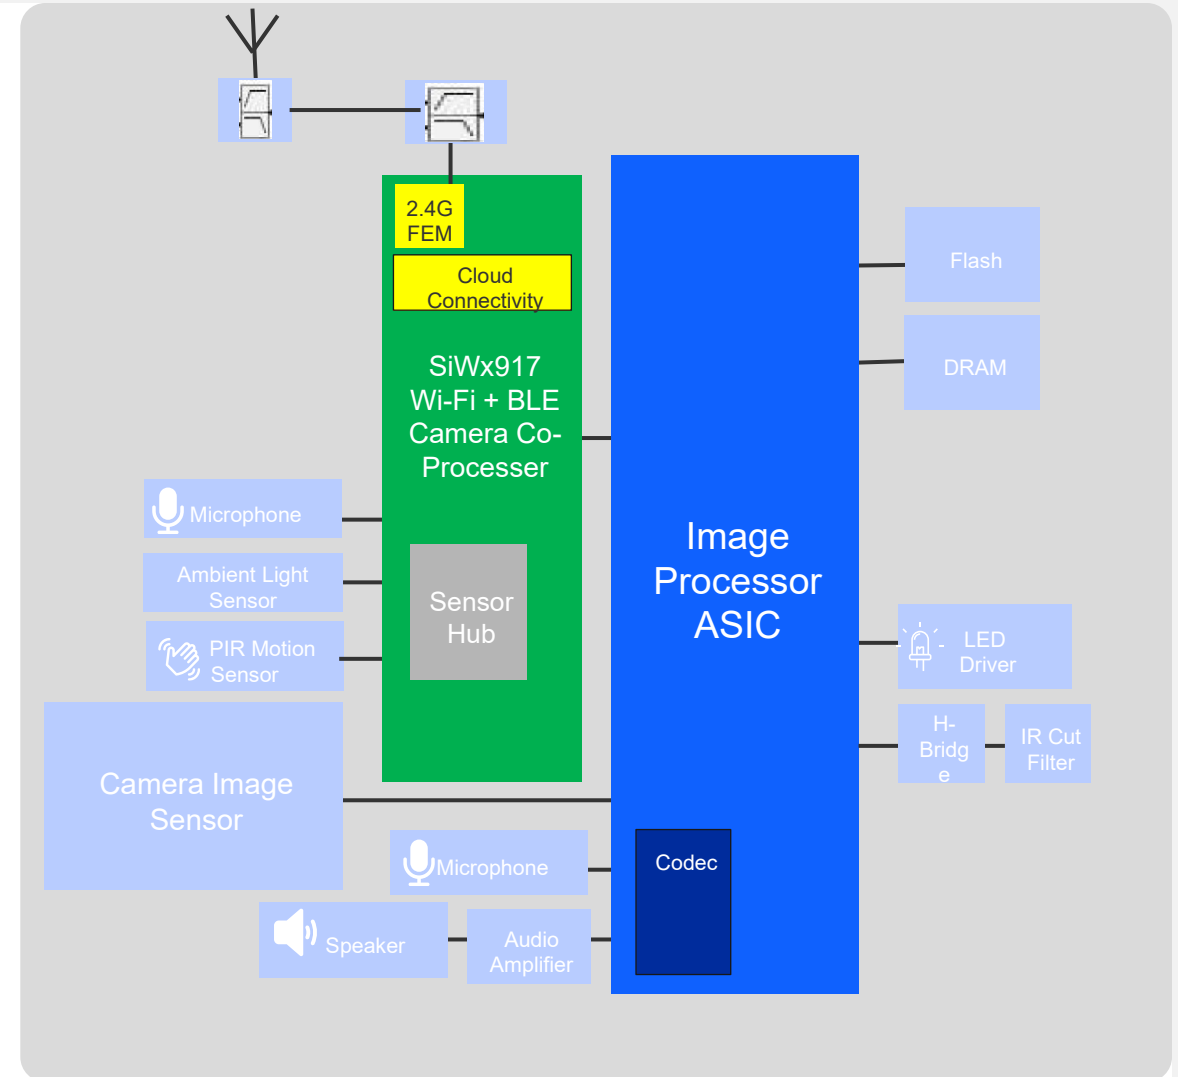 2.4G
FEM
Cloud
Connectivity
SiWx917
Wi-Fi + BLE
Camera Co-
Processer
Sensor
Hub
Microphone
Ambient Light
Sensor
PIR Motion
Sensor
Camera Image
Sensor
Microphone
Speaker
Audio
Amplifier
Image
Processor
ASIC
Codec
Flash
DRAM
LED
Driver
H-
Bridg
e
IR Cut
Filter